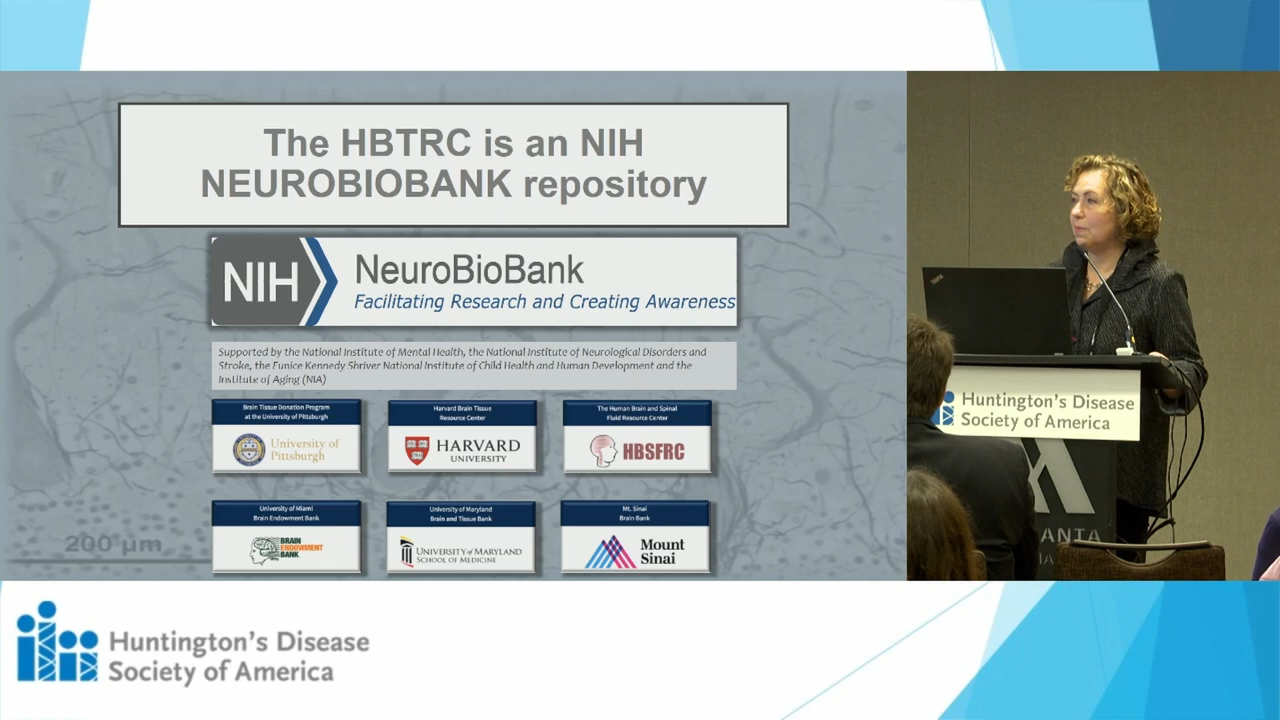 The HBTRC is an NIH
NEUROBIOBANK repository
NIH
NeuroBioBank
Facilitating Research and Creating Awareness
Supported by the National Institute of Mental Health, the National Institute of Neurological Disorders and
Stroke, the Eunice Kennedy Shriver National Institute of Child Health and Human Development and the
Institute of Aging (NIA)
Brain Tissue Donation Program
at the University of Pittsburgh
University of
Pittsburgh
Harvard Brain Tissue
Resource Center
HARVARD
UNIVERSITY
The Human Brain and Spinal
Fluid Resource Center
HBSFRC
University of Miami
Brain Endowment Bank
BRAIN
ENDOWMENT
BANK
University of Maryland
Brain and Tissue Bank
UNIVERSITY of MARYLAND
SCHOOL OF MEDICINE
Mt. Sinai
Brain Bank
Mount
Sinai
200 µm
Huntington's Disease
Society of America
ANTA
Huntington's Disease
Society of America